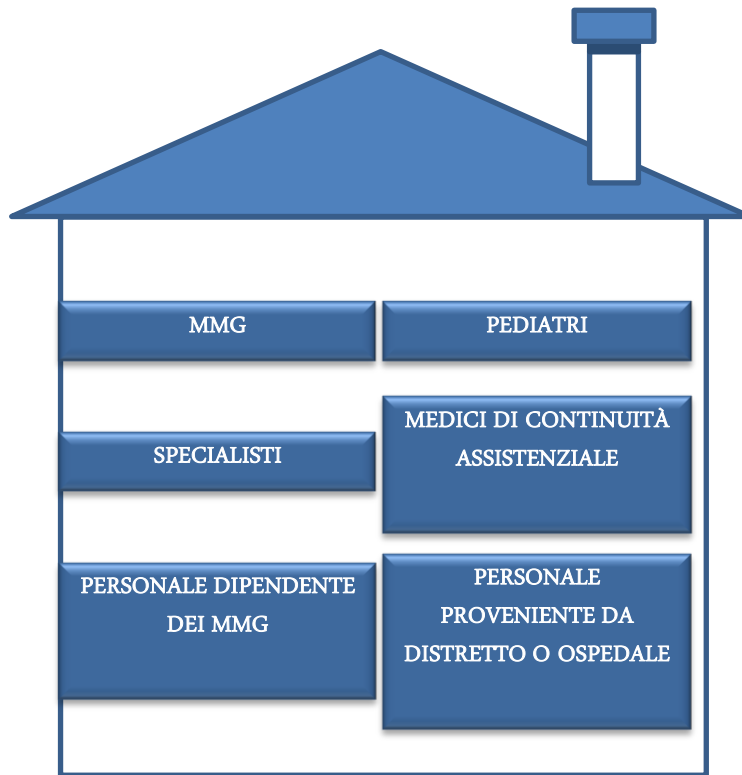 MMG
PEDIATRI
SPECIALISTI
MEDICI DI CONTINUITÀ
ASSISTENZIALE
PERSONALE DIPENDENTE
DEI MMG
PERSONALE
PROVENIENTE DA
DISTRETTO O OSPEDALE